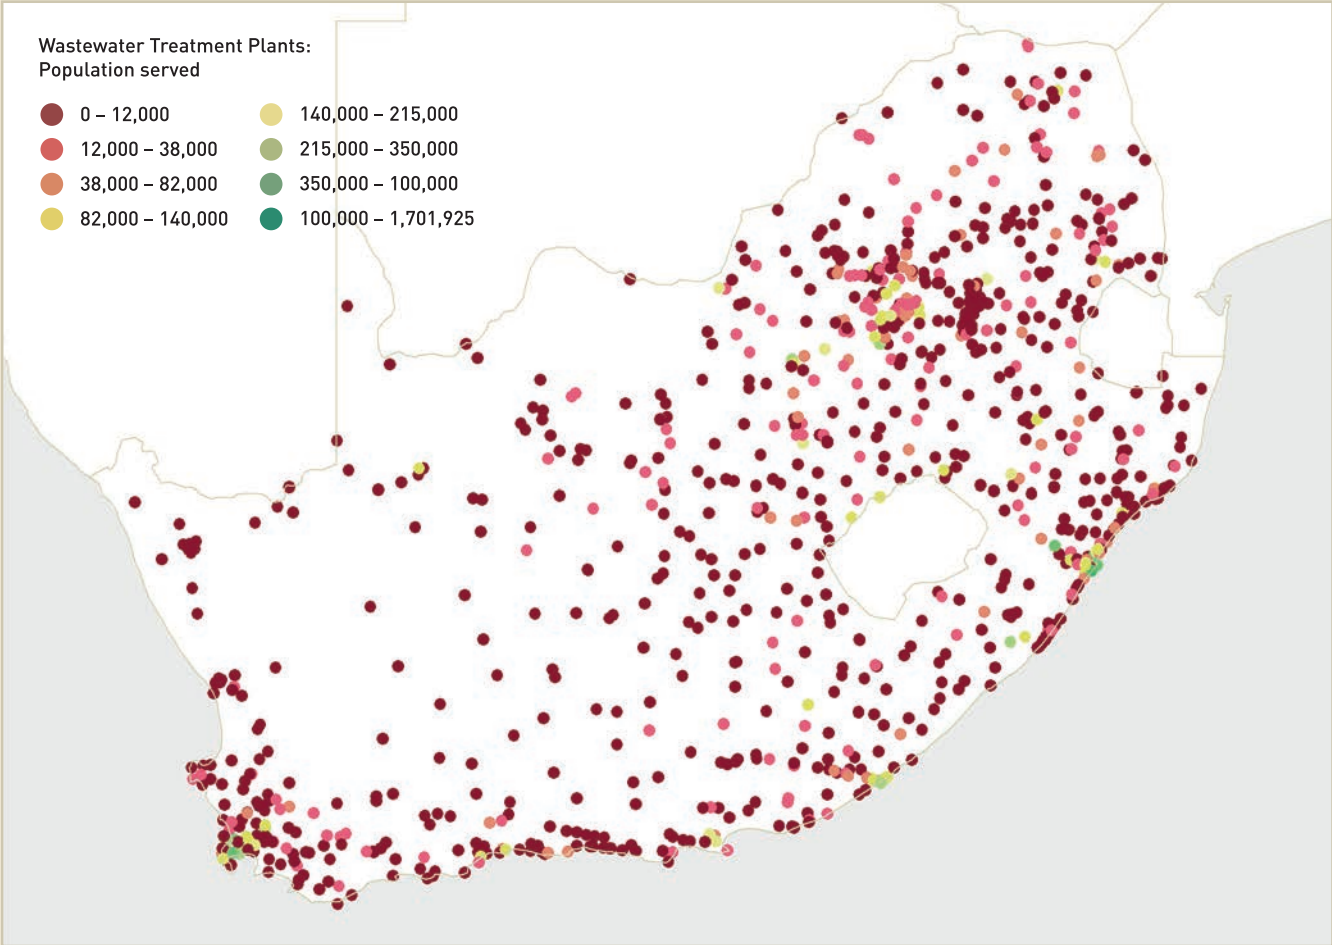 Wastewater Treatment Plants:
Population served
0 – 12,000
12,000 – 38,000
38,000 – 82,000
82,000 – 140,000
140,000 – 215,000
215,000 – 350,000
350,000 – 100,000
100,000 – 1,701,925